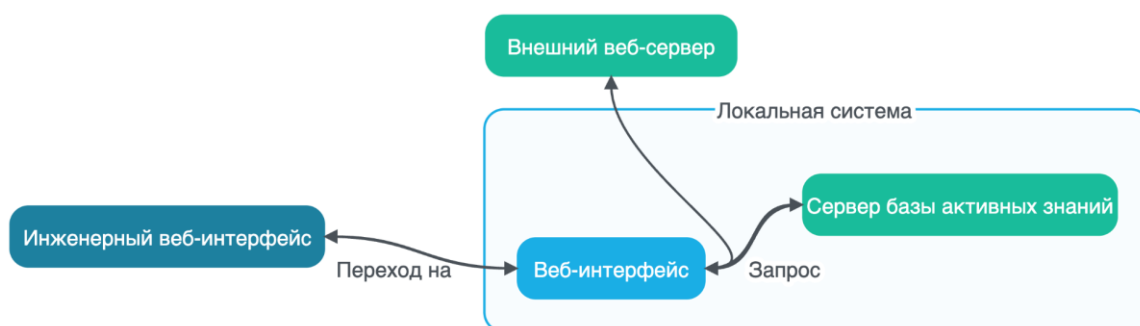 Внешний веб-сервер
Локальная система
Сервер базы активных знаний
Инженерный веб-интерфейс
Переход на
Веб-интерфейс
Запрос